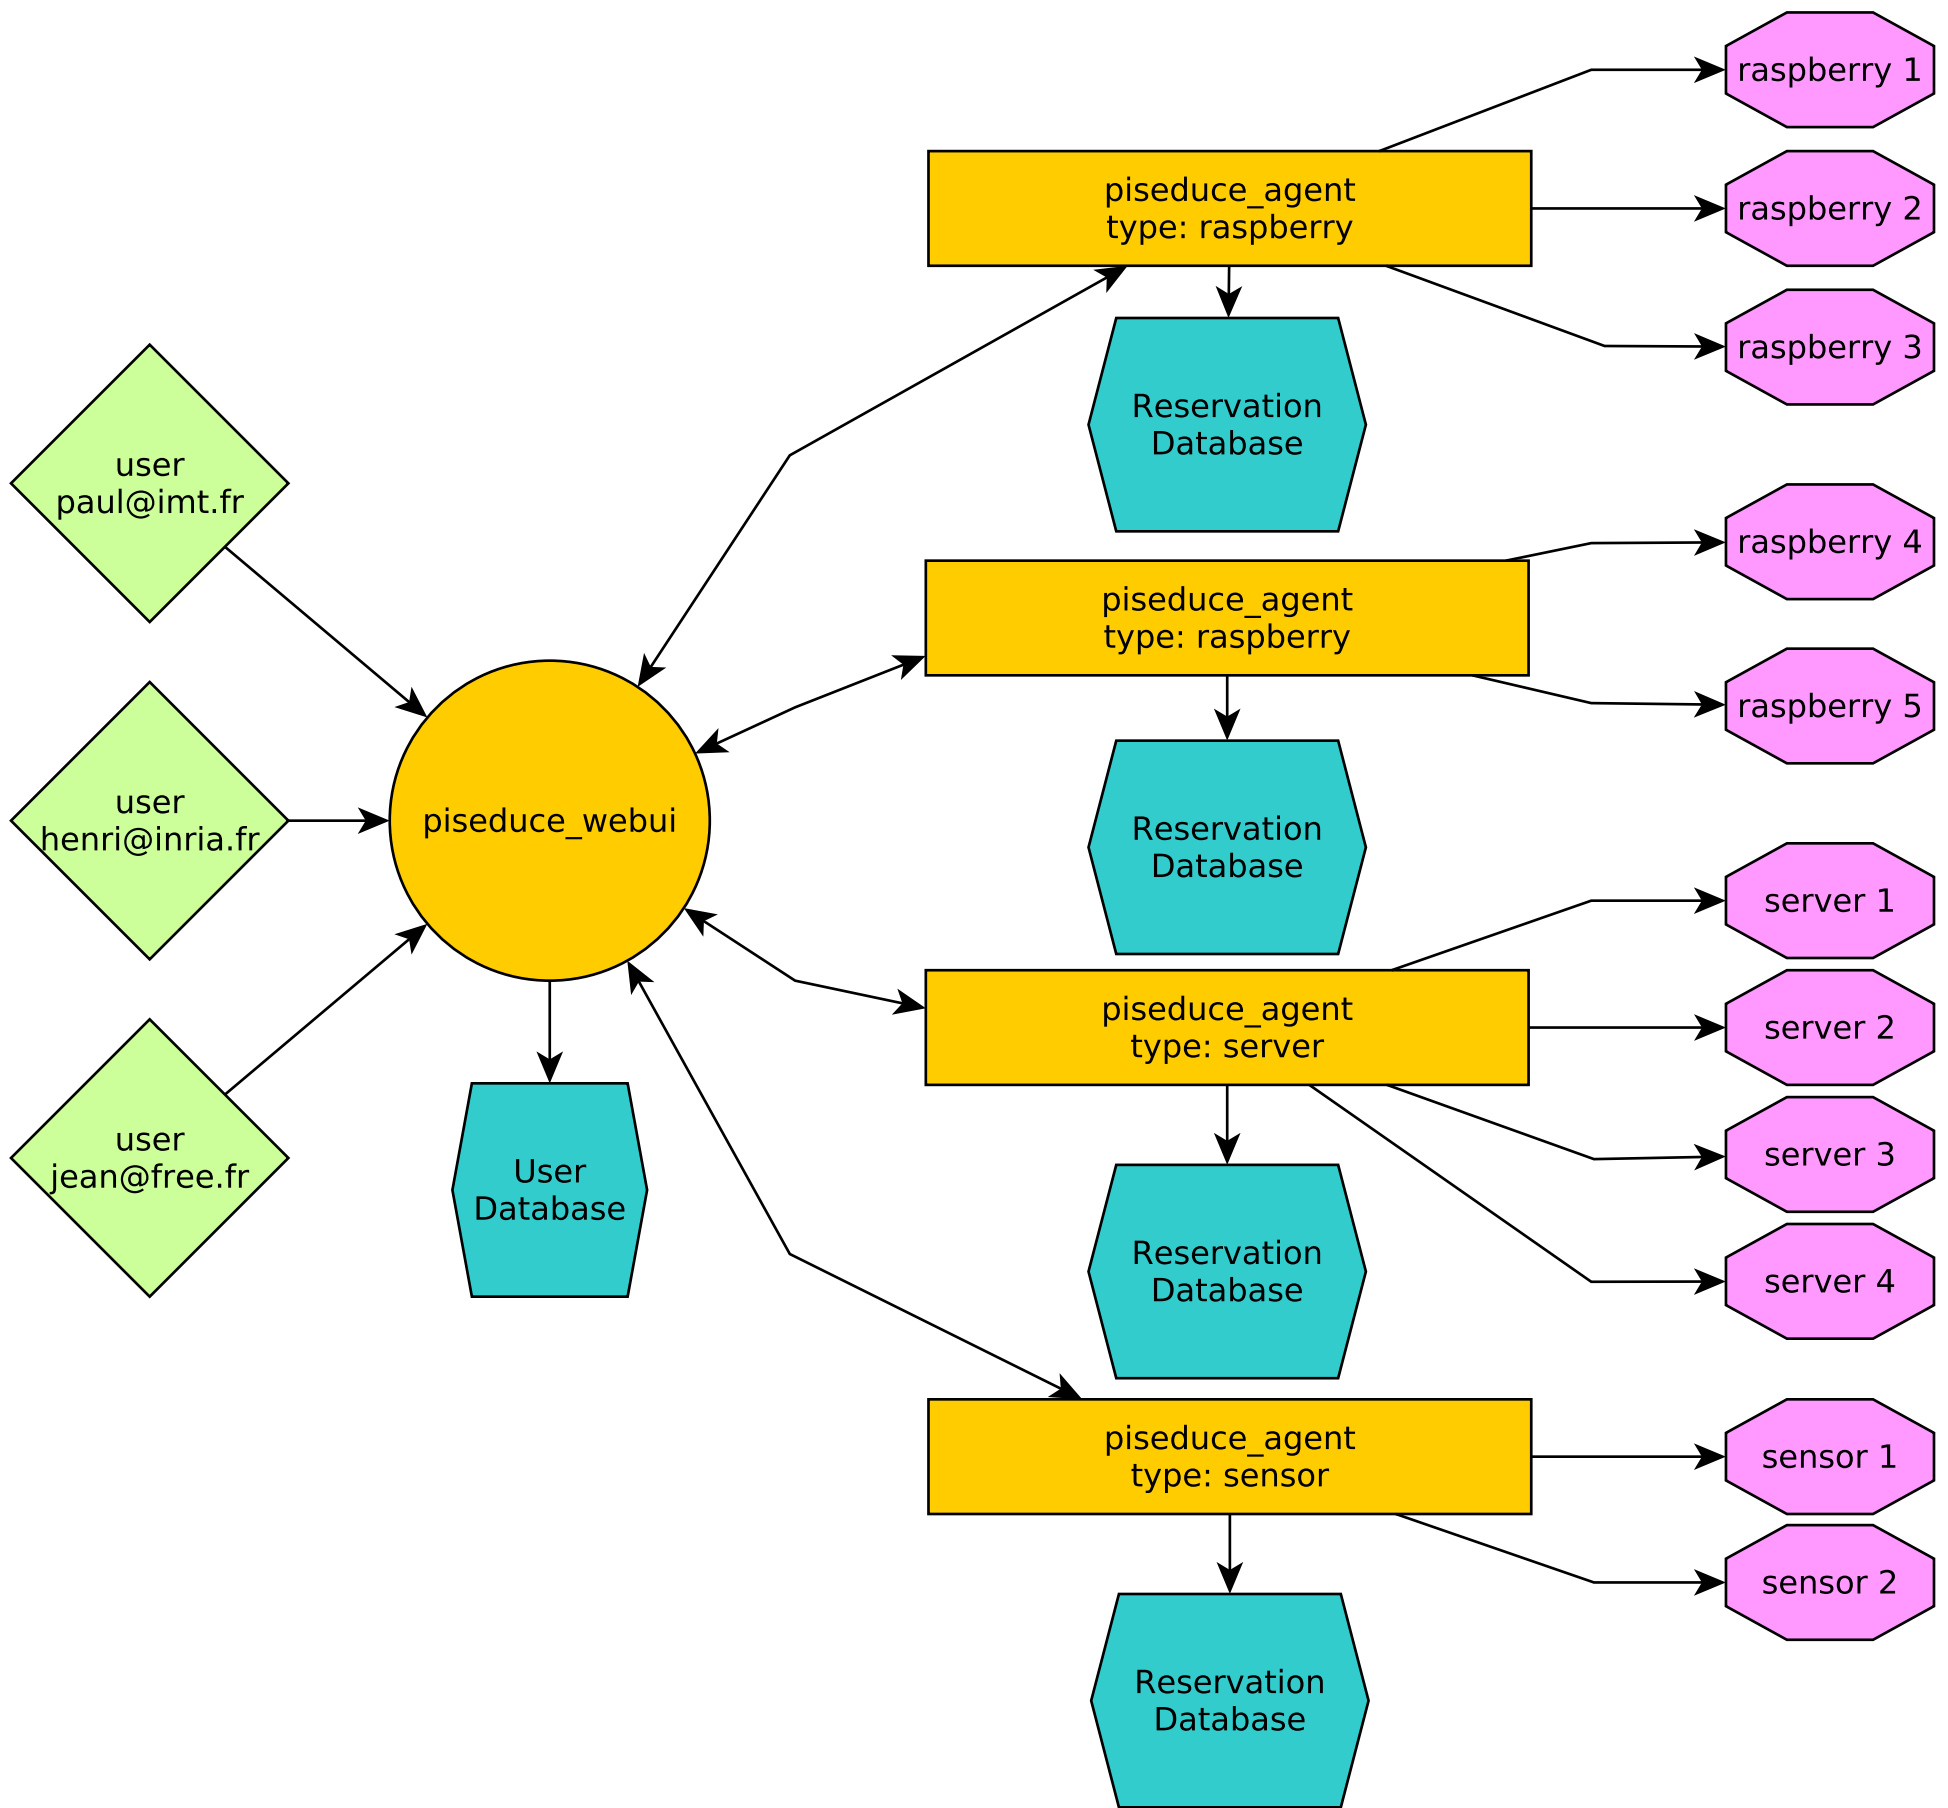 user
paul@imt.fr
user
henri@inria.fr
user
jean@free.fr
piseduce_webui
User
Database
piseduce_agent
type: raspberry
Reservation
Database
raspberry 1
raspberry 2
raspberry 3
piseduce_agent
type: raspberry
Reservation
Database
raspberry 4
raspberry 5
piseduce_agent
type: server
Reservation
Database
server 1
server 2
server 3
server 4
piseduce_agent
type: sensor
Reservation
Database
sensor 1
sensor 2